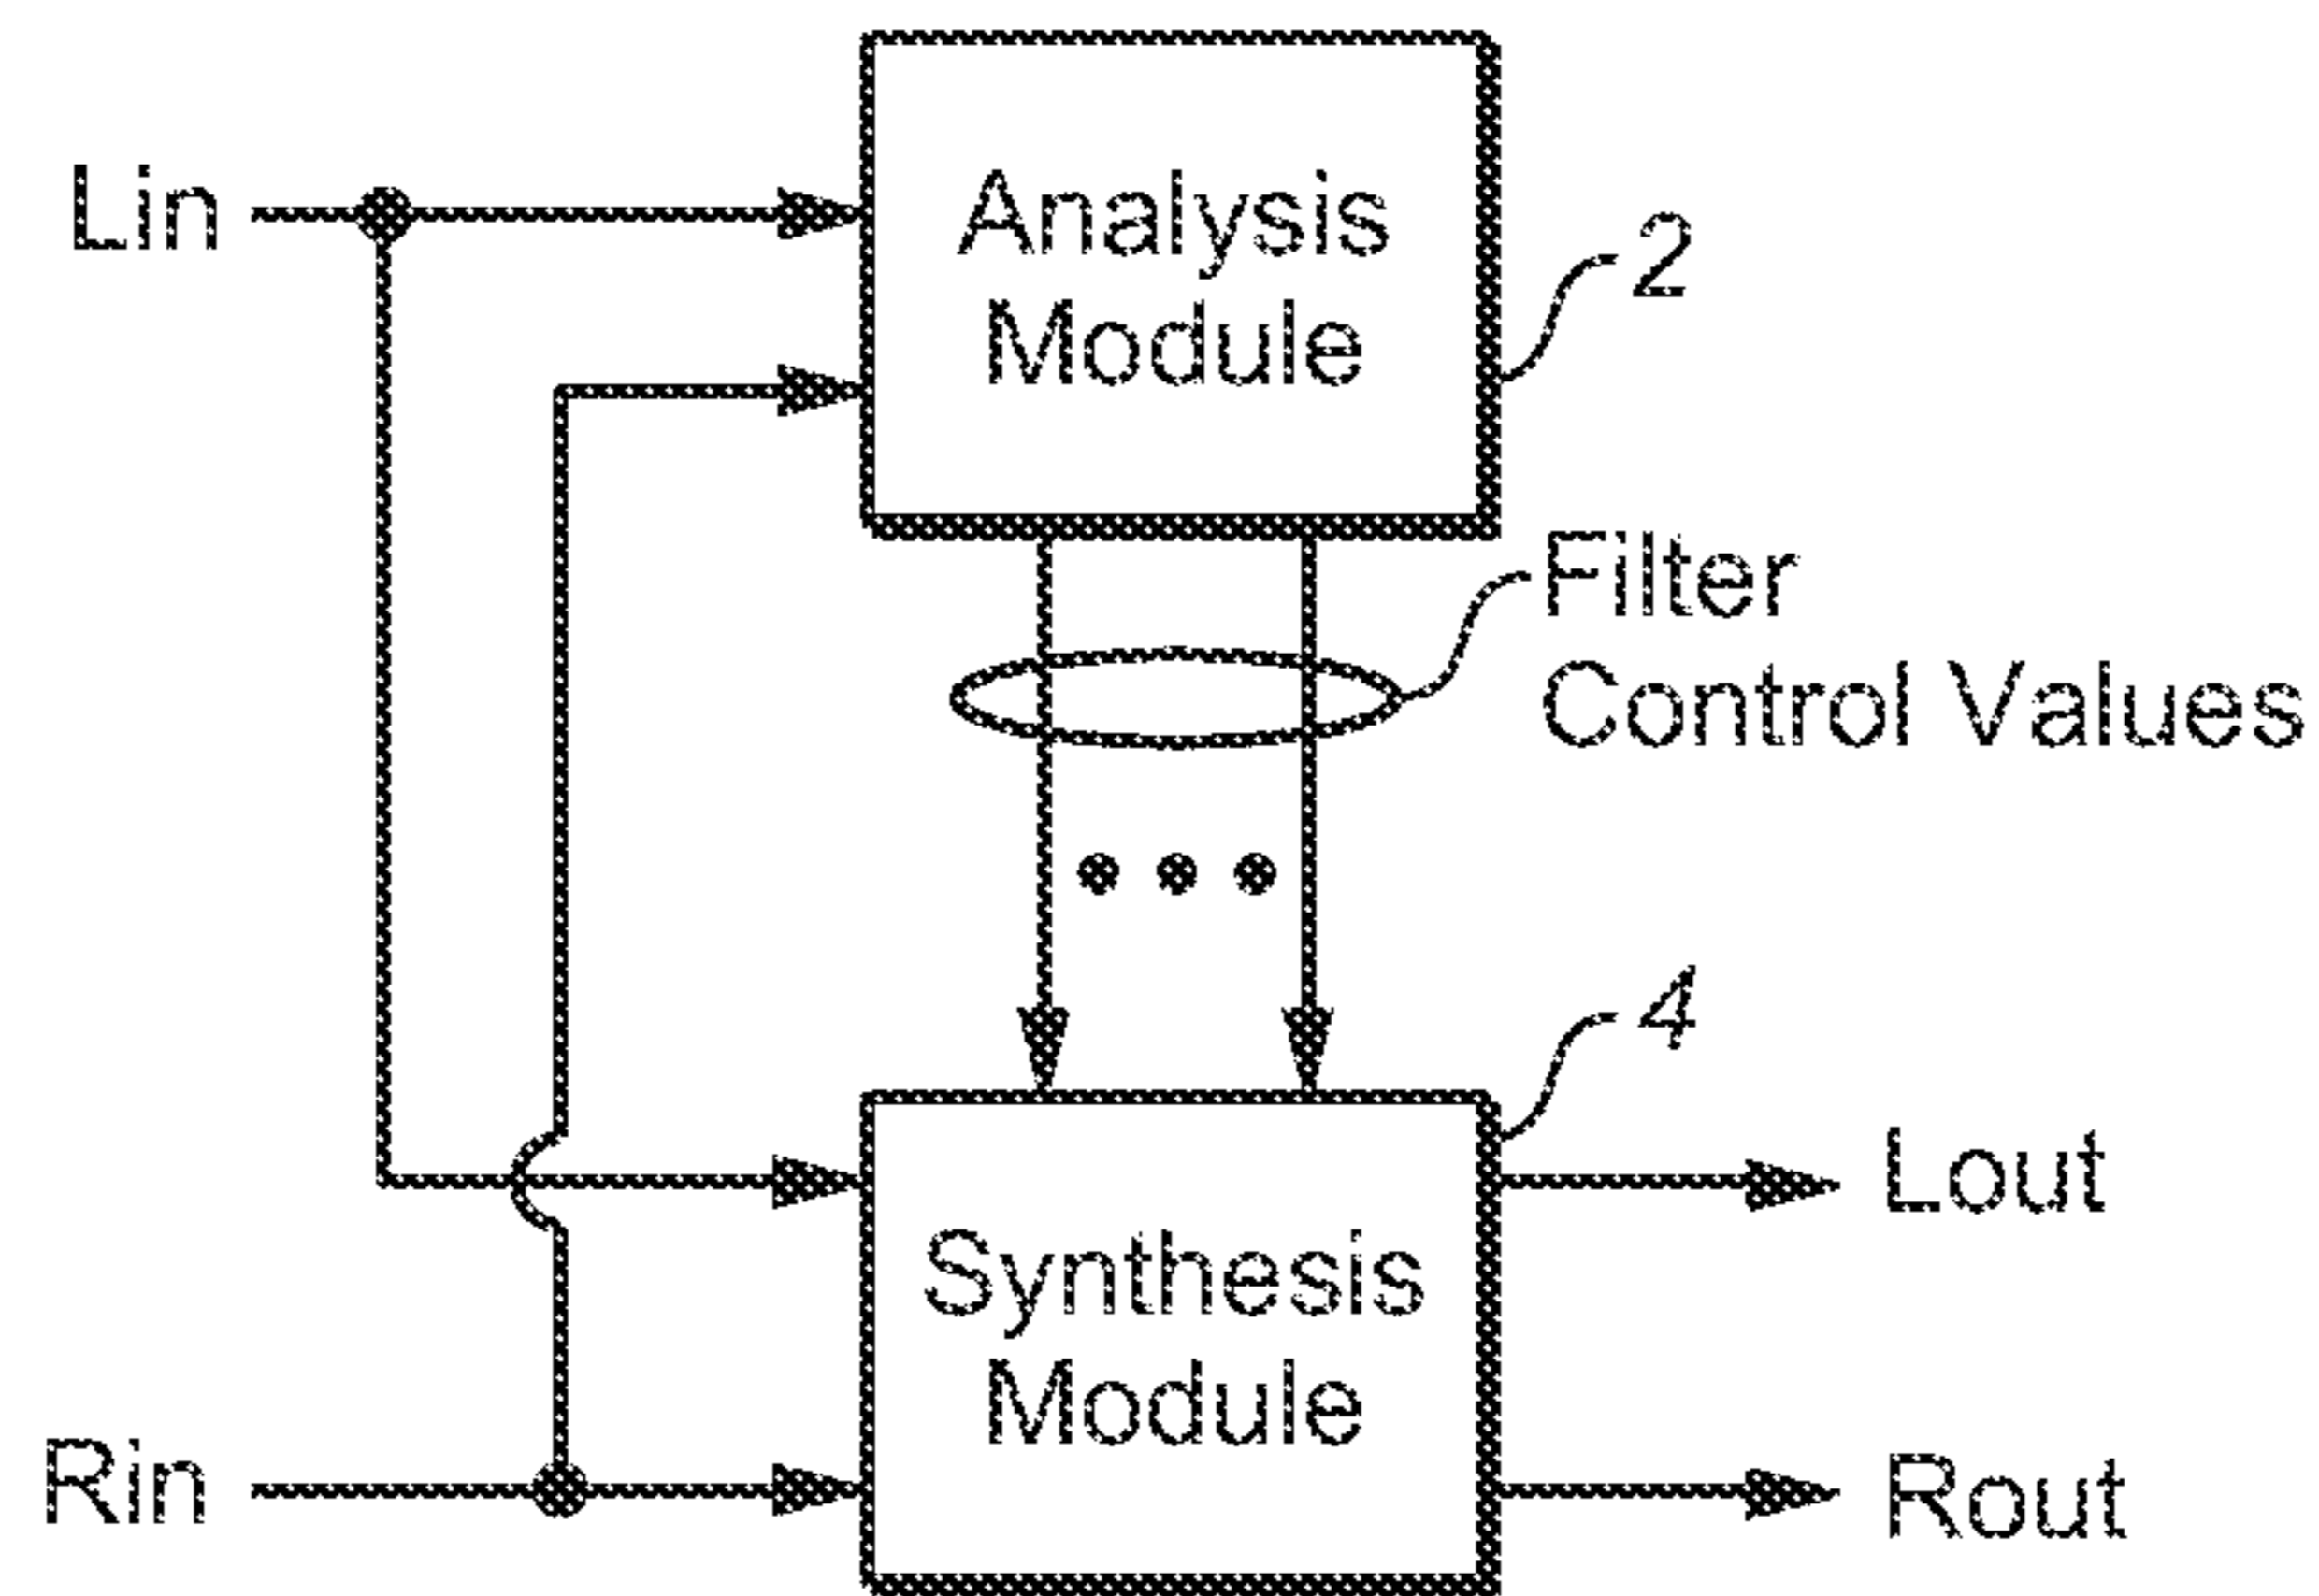 Lin
Analysis
Module
2
Filter
Control Values
4
Lout
Synthesis
Module
Rin
Rout